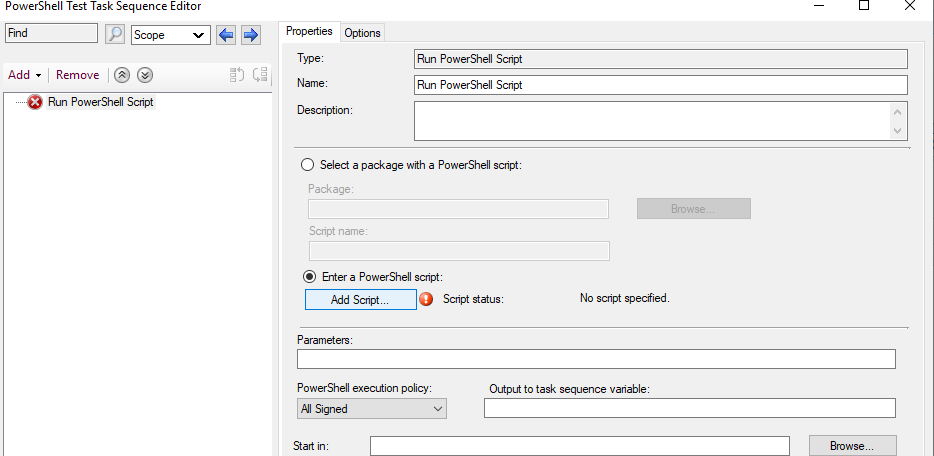 PowerShell Test Task Sequence Editor
Find
Scope
Add
Remove
Run PowerShell Script
Properties
Options
Type:
Run PowerShell Script
Name:
Run PowerShell Script
Description:
Select a package with a PowerShell script:
Package:
Browse...
Script name:
Enter a PowerShell script:
Add Script...
Script status:
No script specified.
Parameters:
PowerShell execution policy:
Output to task sequence variable:
All Signed
Start in:
Browse...